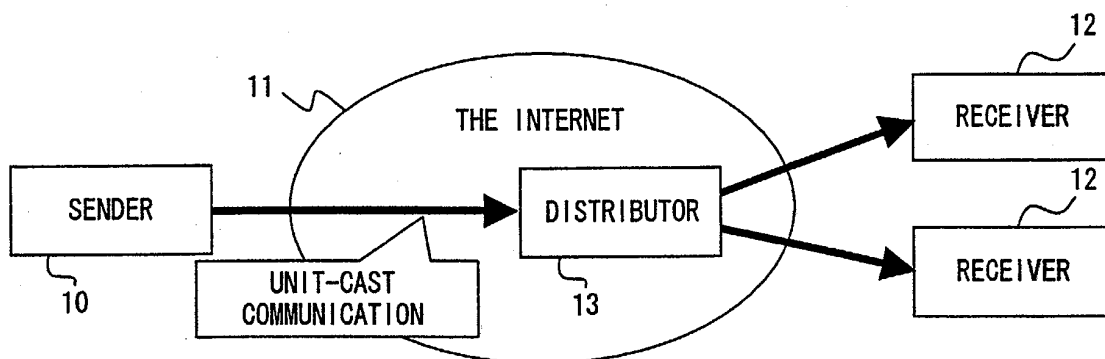 12
11
THE INTERNET
RECEIVER
12
SENDER
DISTRIBUTOR
RECEIVER
10
UNIT-CAST
COMMUNICATION
13